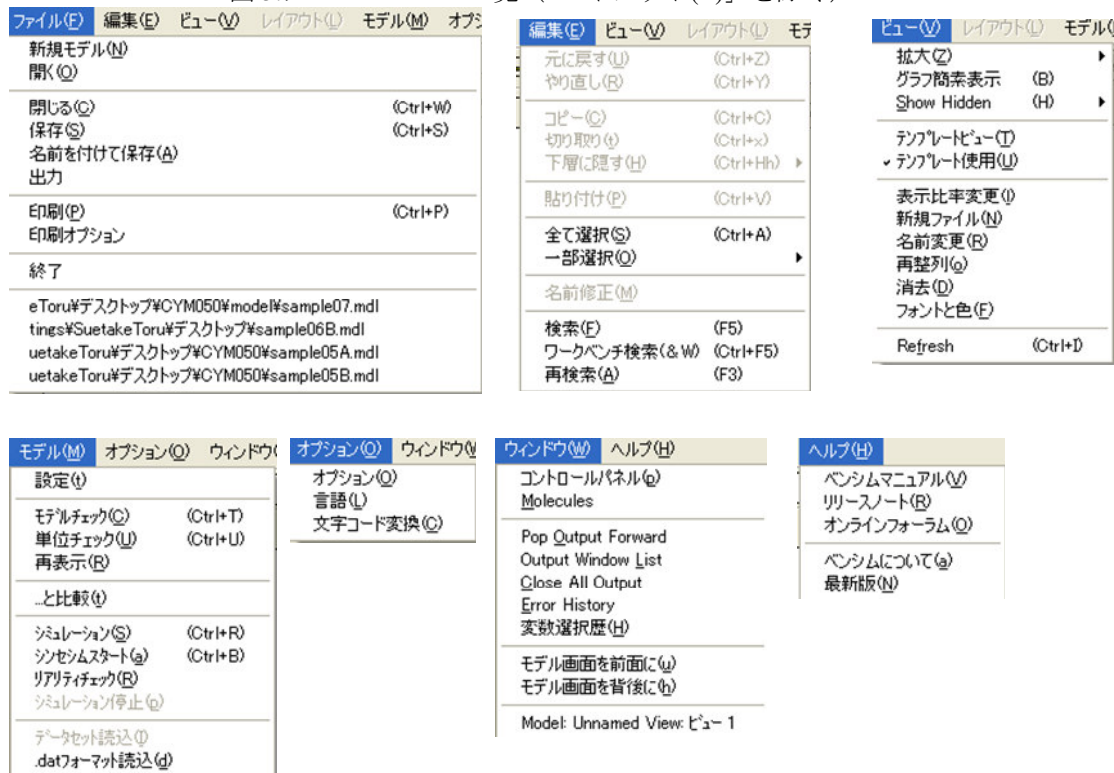 ファイル(F) 編集(E) ビュー(V) レイアウト(L) モデル(M) オプシ
新規モデル(N)
開く(O)
閉じる(C) (Ctrl+W)
保存(S) (Ctrl+S)
名前を付けて保存(A)
出力
印刷(P) (Ctrl+P)
印刷オプション
終了
eToru¥デスクトップ¥CYM050¥model¥sample07.mdl
tings¥SuetakeToru¥デスクトップ¥sample06B.mdl
uetakeToru¥デスクトップ¥CYM050¥sample05A.mdl
uetakeToru¥デスクトップ¥CYM050¥sample05B.mdl
編集(E) ビュー(V) レイアウト(L) モデ
元に戻す(U) (Ctrl+Z)
やり直し(R) (Ctrl+Y)
コピー(C) (Ctrl+C)
切り取り(t) (Ctrl+x)
下層に隠す(H) (Ctrl+Hh)
貼り付け(P) (Ctrl+V)
全て選択(S) (Ctrl+A)
一部選択(O)
名前修正(M)
検索(F) (F5)
ワークベンチ検索(&W) (Ctrl+F5)
再検索(A) (F3)
ビュー(V) レイアウト(L) モデル(
拡大(Z)
グラフ簡素表示 (B)
Show Hidden (H)
テンプレートビュー(T)
テンプレート使用(U)
表示比率変更(I)
新規ファイル(N)
名前変更(R)
再整列(o)
消去(D)
フォントと色(F)
Refresh (Ctrl+I)
モデル(M) オプション(O) ウィンドウ(
設定(t)
モデルチェック(C) (Ctrl+T)
単位チェック(U) (Ctrl+U)
再表示(R)
...と比較(t)
シミュレーション(S) (Ctrl+R)
シンセシムスタート(a) (Ctrl+B)
リアリティチェック(R)
シミュレーション停止(p)
データセット読込(I)
.datフォーマット読込(d)
オプション(O) ウィンドウ(W
オプション(O)
言語(L)
文字コード変換(C)
ウィンドウ(W) ヘルプ(H)
コントロールパネル(p)
Molecules
Pop Output Forward
Output Window List
Close All Output
Error History
変数選択歴(H)
モデル画面を前面に(u)
モデル画面を背後に(h)
Model: Unnamed View: ビュー 1
ヘルプ(H)
ベンシムマニュアル(V)
リリースノート(R)
オンラインフォーラム(O)
ベンシムについて(a)
最新版(N)